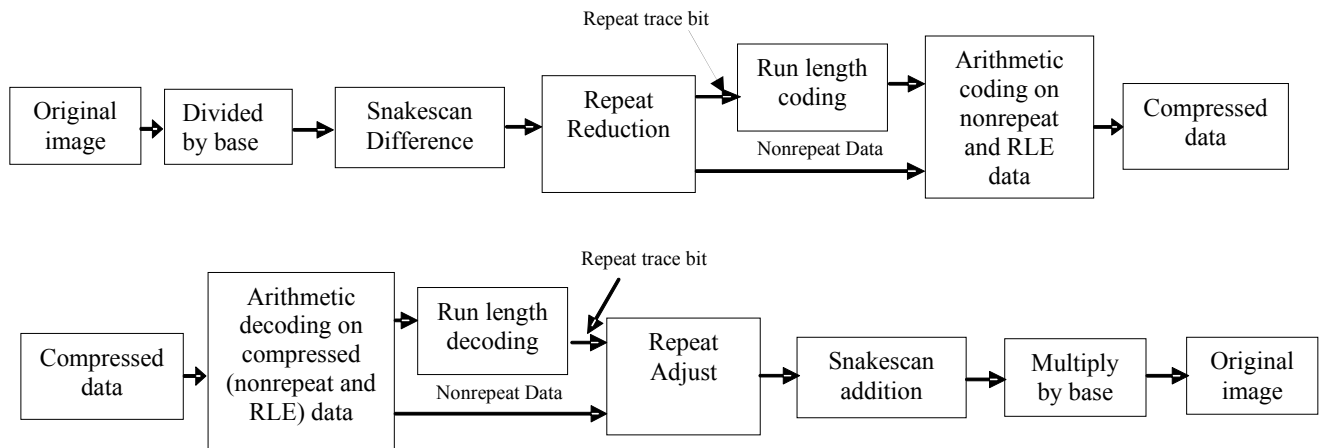 Repeat trace bit
Original
image
Divided
by base
Snakescan
Difference
Repeat
Reduction
Run length
coding
Nonrepeat Data
Arithmetic
coding on
nonrepeat
and RLE
data
Compressed
data
Compressed
data
Arithmetic
decoding on
compressed
(nonrepeat and
RLE) data
Run length
decoding
Repeat trace bit
Nonrepeat Data
Repeat
Adjust
Snakescan
addition
Multiply
by base
Original
image